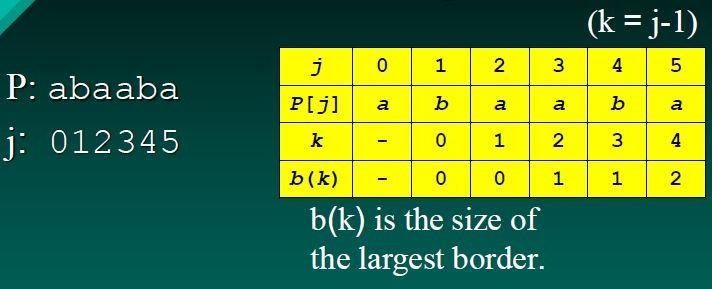 (k = j-1)
P: abaaba
j: 012345
j 0 1 2 3 4 5
P[j] a b a a b a
k - 0 1 2 3 4
b(k) - 0 0 1 1 2
b(k) is the size of
the largest border.